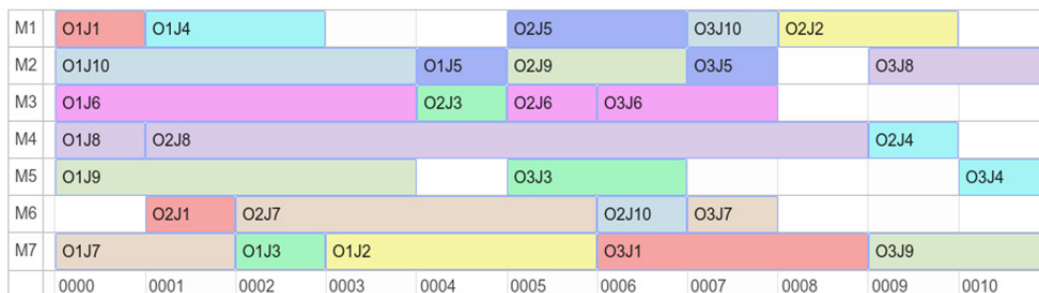 M1 O1J1 O1J4 O2J5 O3J10 O2J2
M2 O1J10 O1J5 O2J9 O3J5 O3J8
M3 O1J6 O2J3 O2J6 O3J6
M4 O1J8 O2J8 O2J4
M5 O1J9 O3J3 O3J4
M6 O2J1 O2J7 O2J10 O3J7
M7 O1J7 O1J3 O1J2 O3J1 O3J9
0000 0001 0002 0003 0004 0005 0006 0007 0008 0009 0010